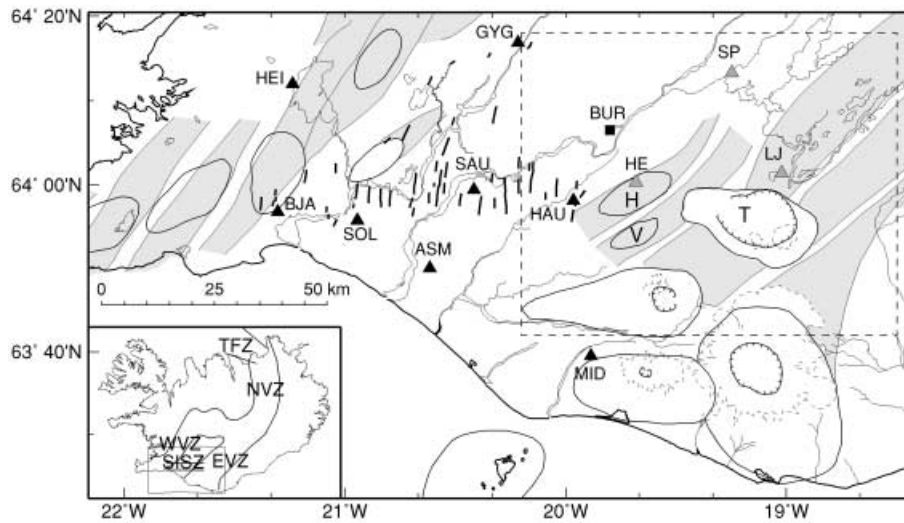 64˚20'
GYG
SP
HEI
BUR
LJ
HE
SAU
64˚00'
H
T
BJA
HAU
SOL
V
ASM
0 25 50 km
63˚40'
TFZ
MID
NVZ
WVZ
SISZ
EVZ
22˚W 21˚W 20˚W 19˚W